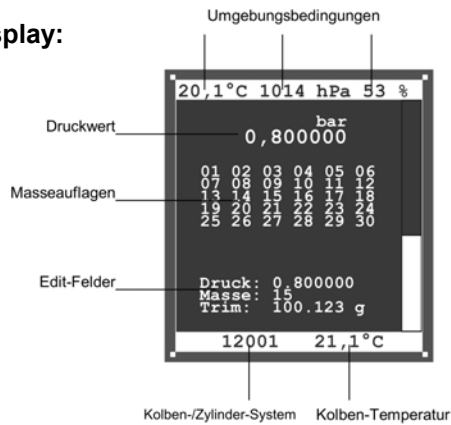 Umgebungsbedingungen
splay:
20,1°C 1014 hPa 53 %
bar
Druckwert
0,800000
01 02 03 04 05 06
07 08 09 10 11 12
Masseauflagen
13 14 15 16 17 18
19 20 21 22 23 24
25 26 27 28 29 30
Edit-Felder
Druck: 0.800000
Masse: 15
Trim: 100.123 g
12001 21,1°C
Kolben-/Zylinder-System Kolben-Temperatur